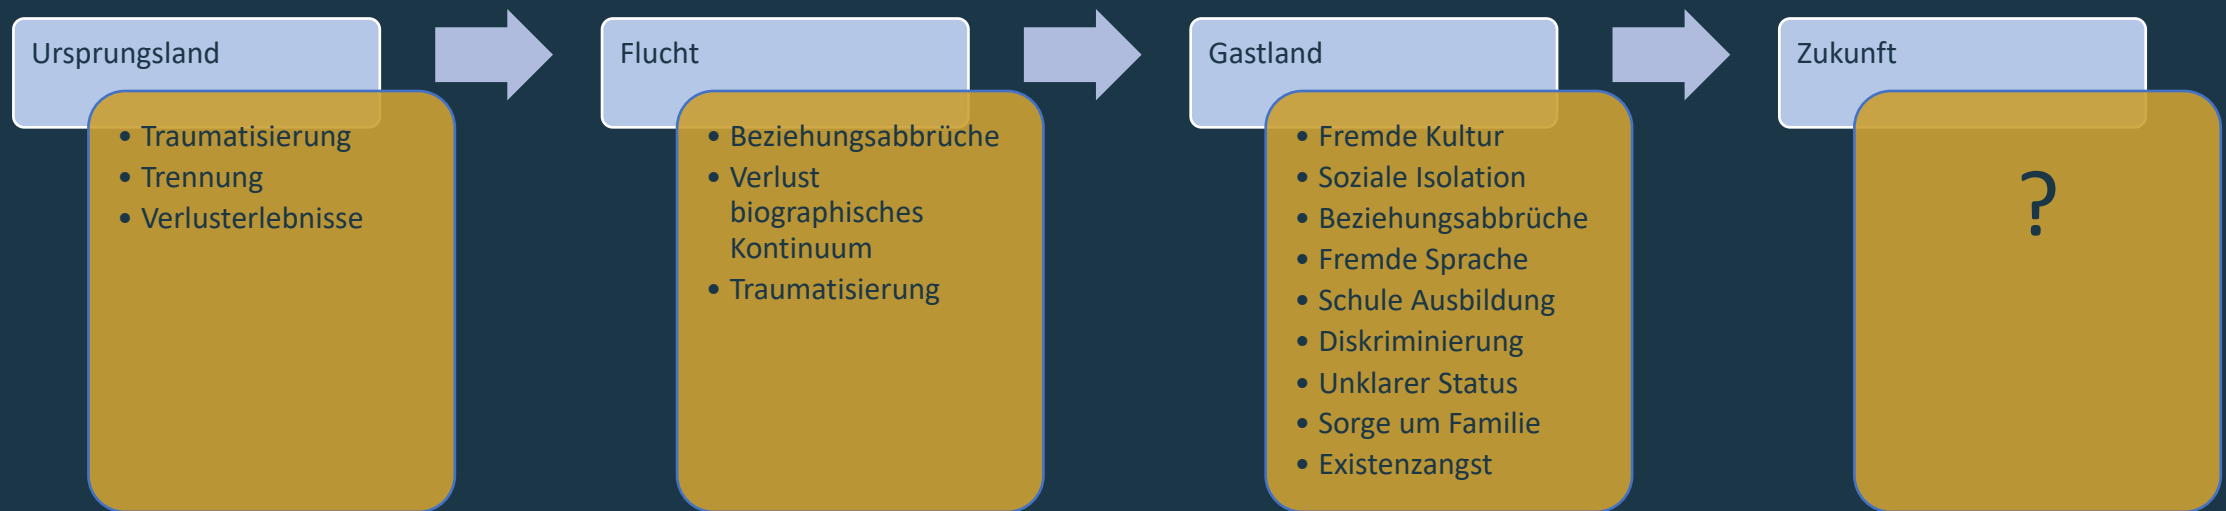 Ursprungsland
• Traumatisierung
• Trennung
• Verlusterlebnisse
Flucht
• Beziehungsabbrüche
• Verlust
biographisches
Kontinuum
• Traumatisierung
Gastland
• Fremde Kultur
• Soziale Isolation
• Beziehungsabbrüche
• Fremde Sprache
• Schule Ausbildung
• Diskriminierung
• Unklarer Status
• Sorge um Familie
• Existenzangst
Zukunft
?